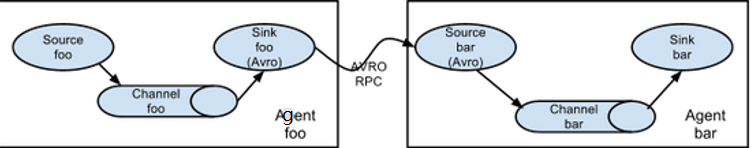 Source
foo
Sink
foo
(Avro)
Channel
foo
Agent
foo
AVRO
RPC
Source
bar
(Avro)
Sink
bar
Channel
bar
Agent
bar